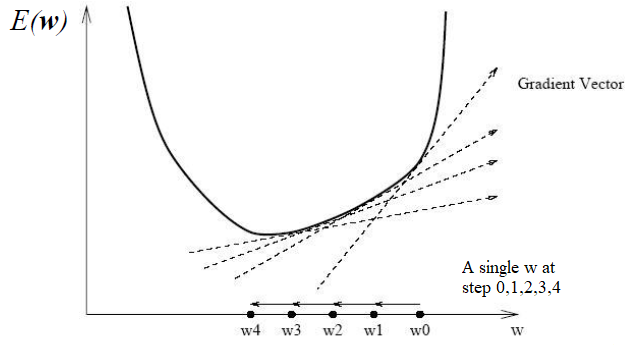 E(w)
Gradient Vector
A single w at
step 0,1,2,3,4
w4 w3 w2 w1 w0 w